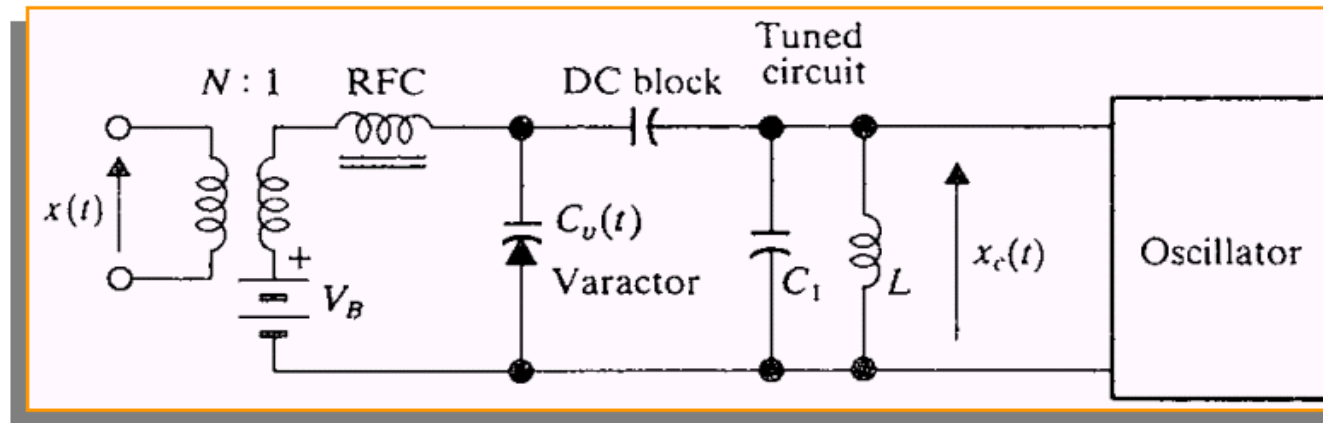 Tuned
circuit
N : 1
RFC
DC block
x(t)
+
V_B
C_v(t)
Varactor
C_1
L
x_c(t)
Oscillator